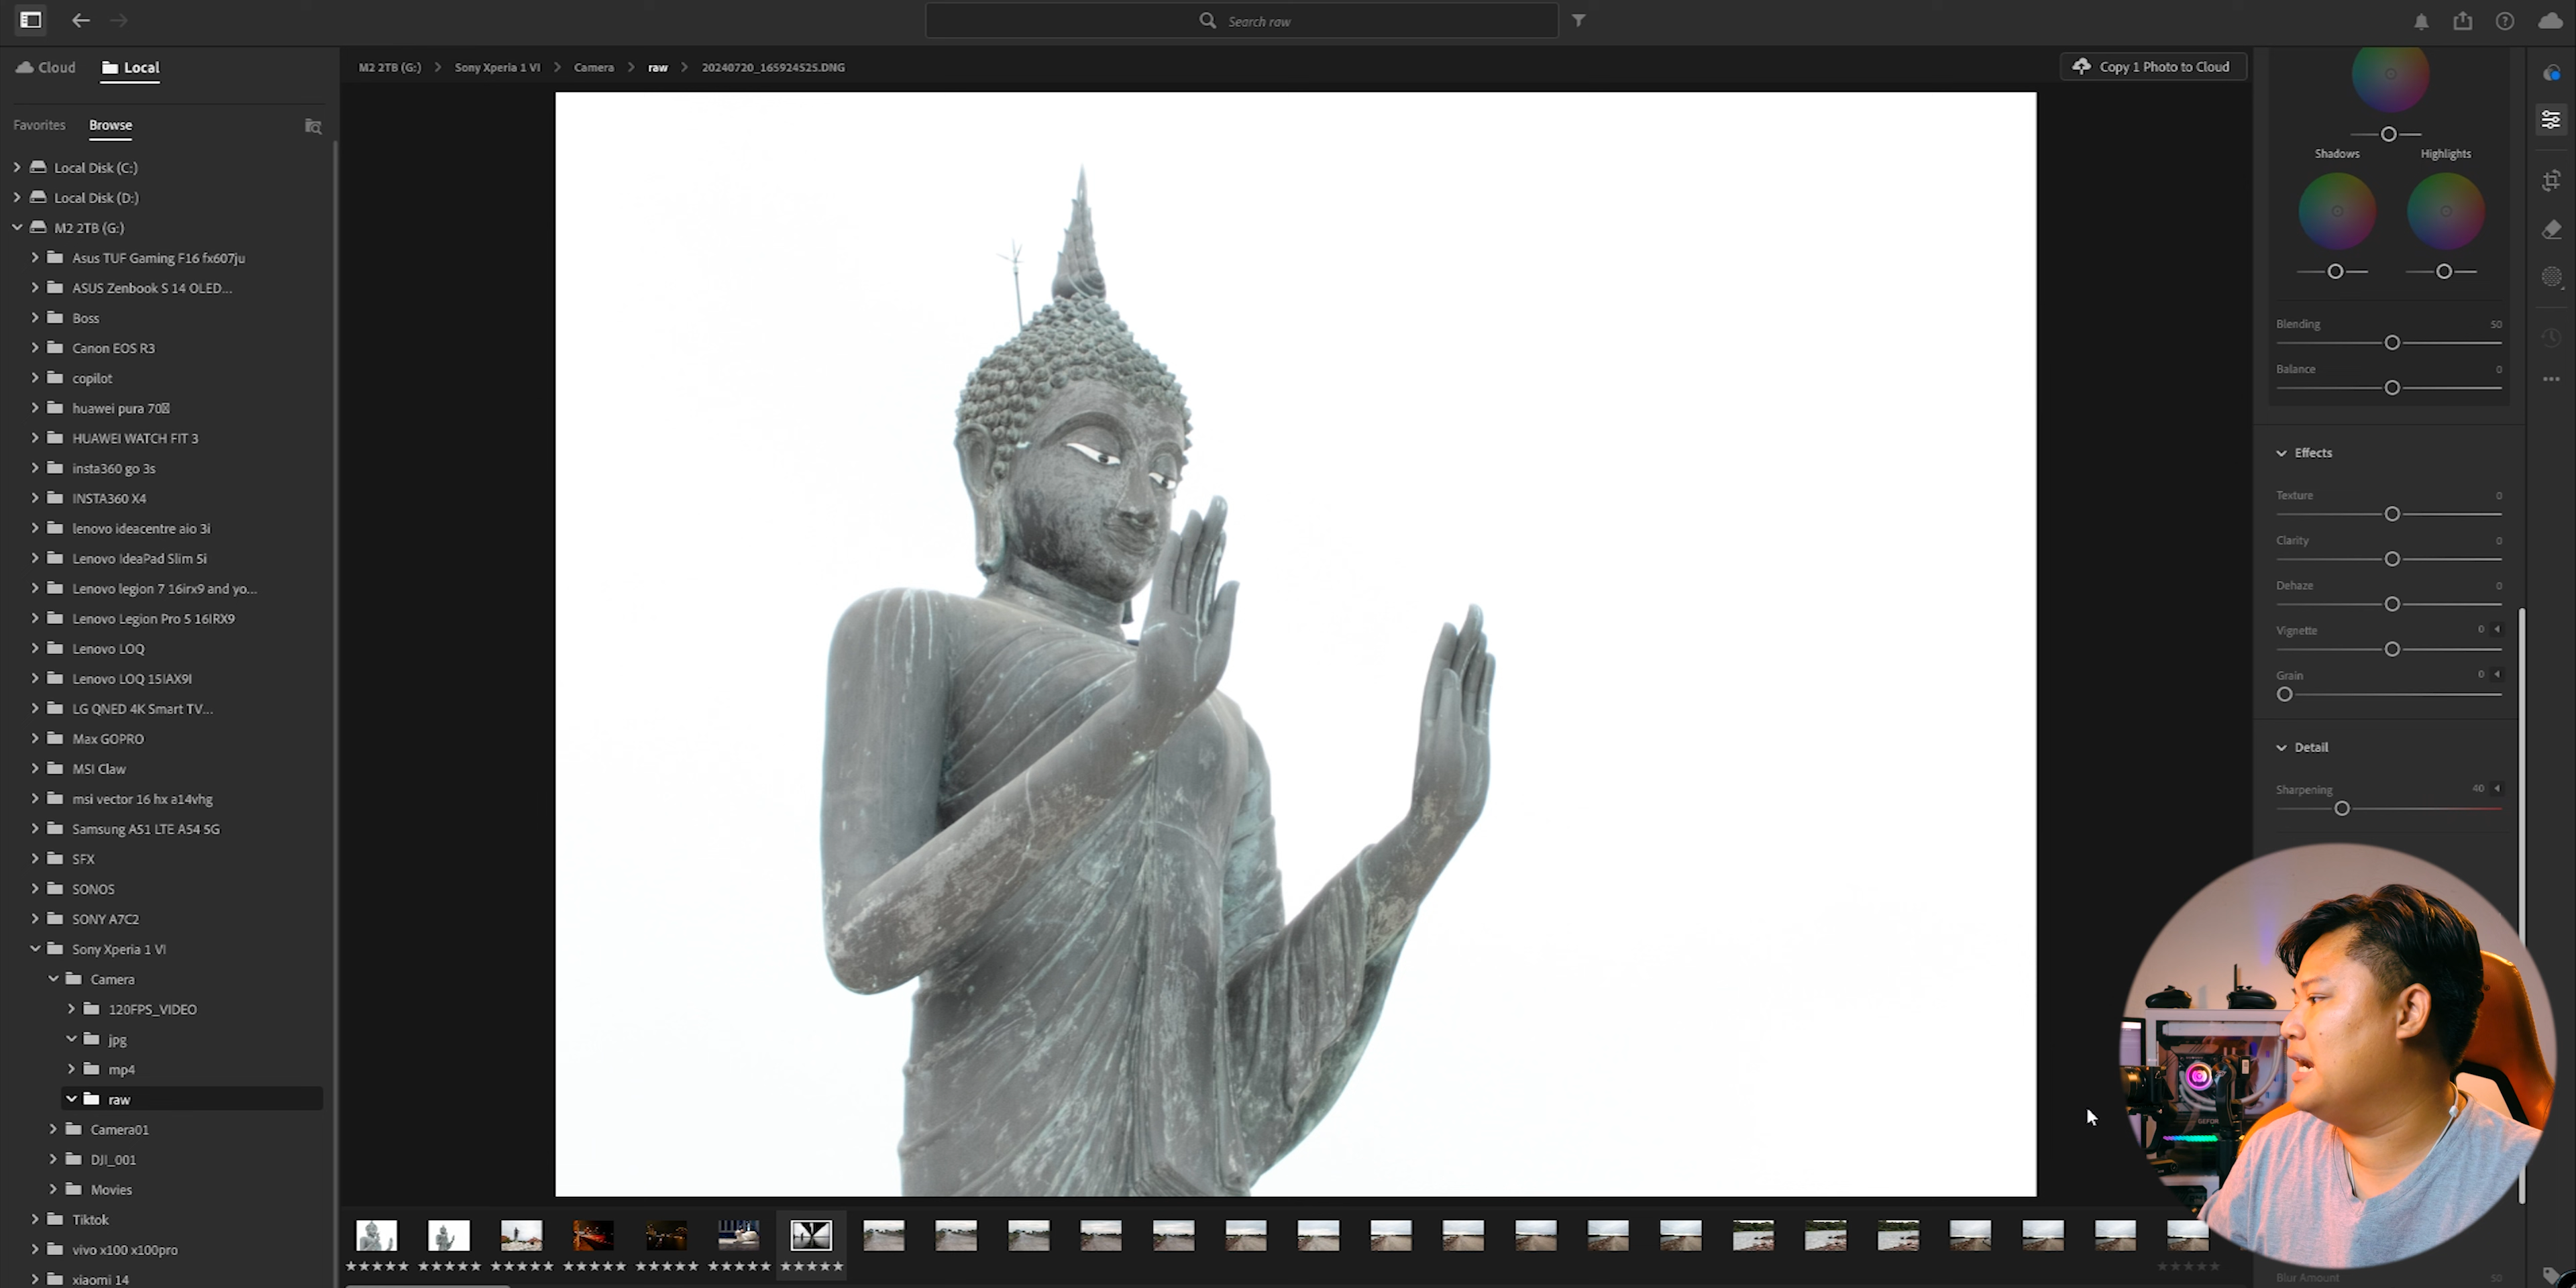 Search raw
Cloud
Local
M2 2TB (G:) > Sony Xperia 1 VI > Camera > raw > 20240720_165924525.DNG
Copy 1 Photo to Cloud
Favorites
Browse
Local Disk (C:)
Local Disk (D:)
M2 2TB (G:)
Asus TUF Gaming F16 fx607ju
ASUS Zenbook S 14 OLED...
Boss
Canon EOS R3
copilot
huawei pura 70
HUAWEI WATCH FIT 3
insta360 go 3s
INSTA360 X4
lenovo ideacentre aio 3i
Lenovo IdeaPad Slim 5i
Lenovo legion 7 16irx9 and yo...
Lenovo Legion Pro 5 16IRX9
Lenovo LOQ
Lenovo LOQ 15IAX9I
LG QNED 4K Smart TV...
Max GOPRO
MSI Claw
msi vector 16 hx a14vhg
Samsung A51 LTE A54 5G
SFX
SONOS
SONY A7C2
Sony Xperia 1 VI
Camera
120FPS_VIDEO
jpg
mp4
raw
Camera01
DJI_001
Movies
Tiktok
vivo x100 x100pro
xiaomi 14
Shadows
Highlights
Blending 50
Balance 0
Effects
Texture 0
Clarity 0
Dehaze 0
Vignette 0
Grain 0
Detail
Sharpening 40
Blur Amount 50